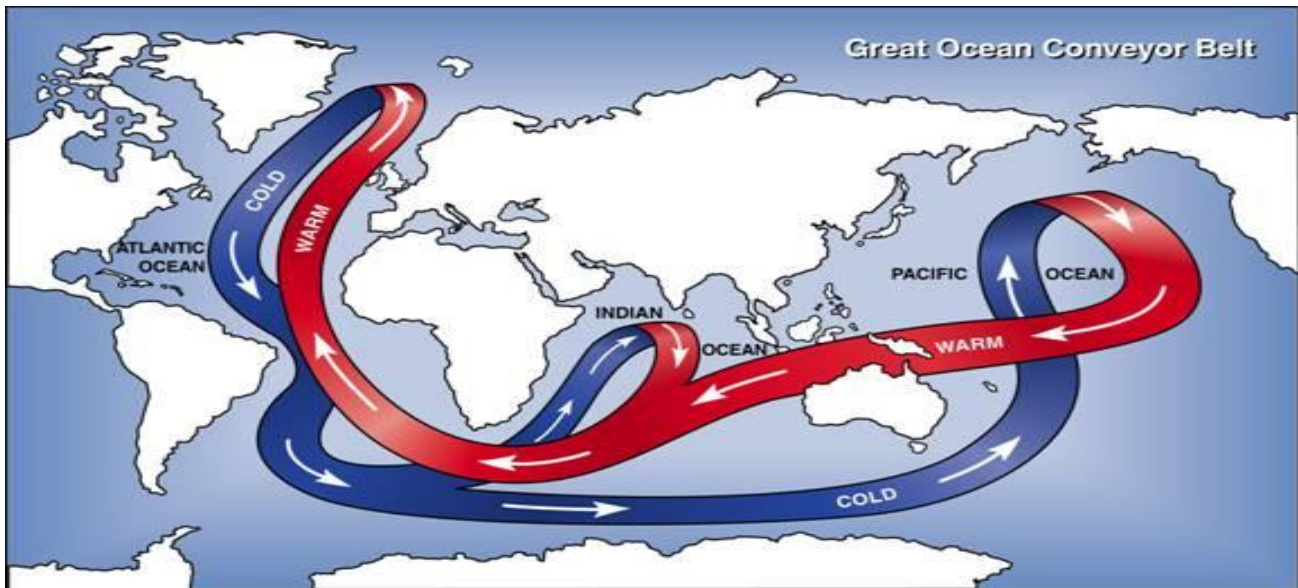 Great Ocean Conveyor Belt
COLD
WARM
ATLANTIC
OCEAN
PACIFIC OCEAN
INDIAN
OCEAN
WARM
COLD